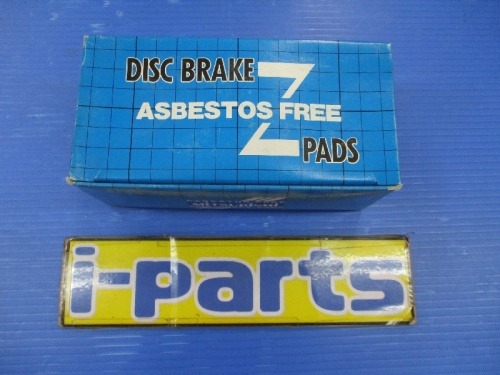 DISC BRAKE
ASBESTOS FREE
PADS
i-parts